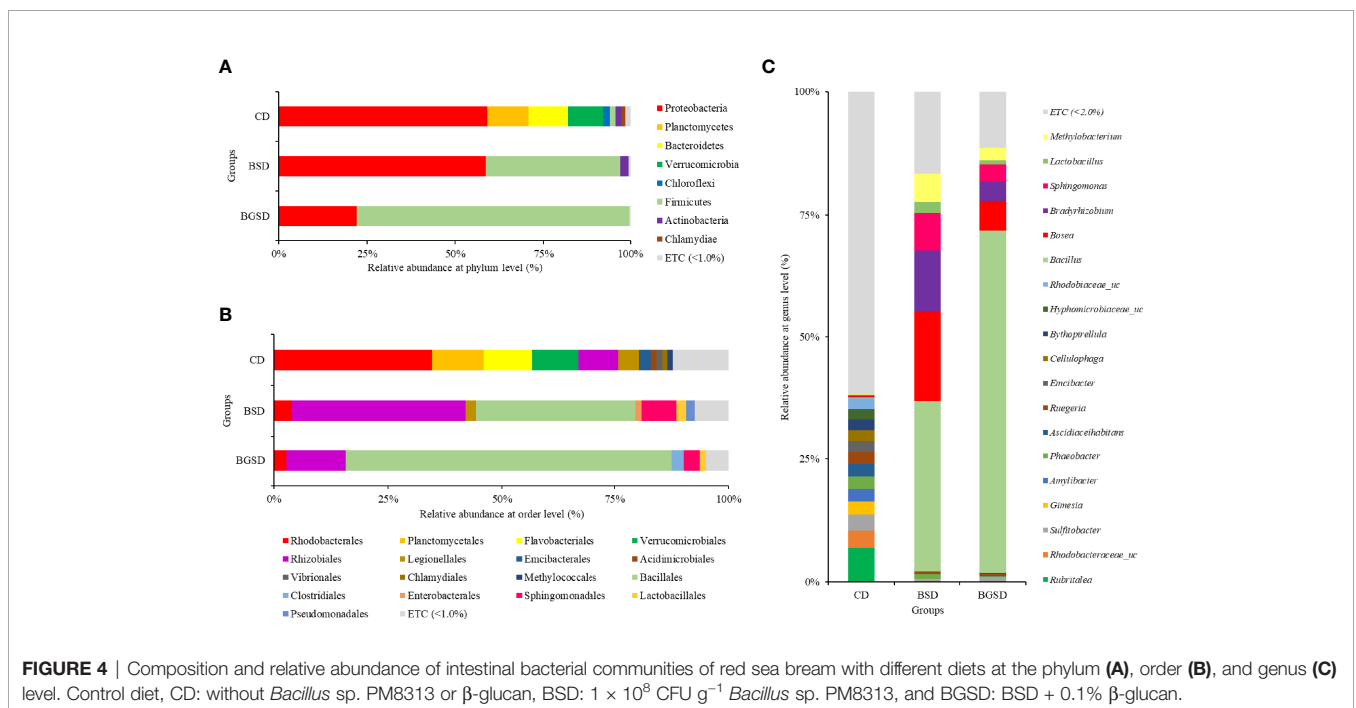 A
CD
BSD
BGSD
Groups
0%
25%
50%
75%
100%
Relative abundance at phylum level (%)
Proteobacteria
Planctomycetes
Bacteroidetes
Verrucomicrobia
Chloroflexi
Firmicutes
Actinobacteria
Chlamydiae
ETC (<1.0%)
B
CD
BSD
BGSD
Groups
0%
25%
50%
75%
100%
Relative abundance at order level (%)
Rhodobacterales
Planctomycetales
Flavobacteriales
Verrucomicrobiales
Rhizobiales
Legionellales
Emcibacterales
Acidimicrobiales
Vibrionales
Chlamydiales
Methylococcales
Bacillales
Clostridiales
Enterobacterales
Sphingomonadales
Lactobacillales
Pseudomonadales
ETC (<1.0%)
C
100%
75%
50%
25%
0%
Relative abundance at genus level (%)
CD
BSD
BGSD
Groups
ETC (<2.0%)
Methylobacterium
Lactobacillus
Sphingomonas
Bradyrhizobium
Bosea
Bacillus
Rhodobiaceae_uc
Hyphomicrobiaceae_uc
Bythopirellula
Cellulophaga
Emcibacter
Ruegeria
Ascidiaceihabitans
Phaeobacter
Amylibacter
Gimesia
Sulfitobacter
Rhodobacteraceae_uc
Rubritalea
FIGURE 4 | Composition and relative abundance of intestinal bacterial communities of red sea bream with different diets at the phylum (A), order (B), and genus (C)
level. Control diet, CD: without Bacillus sp. PM8313 or β-glucan, BSD: 1 × 10⁸ CFU g⁻¹ Bacillus sp. PM8313, and BGSD: BSD + 0.1% β-glucan.